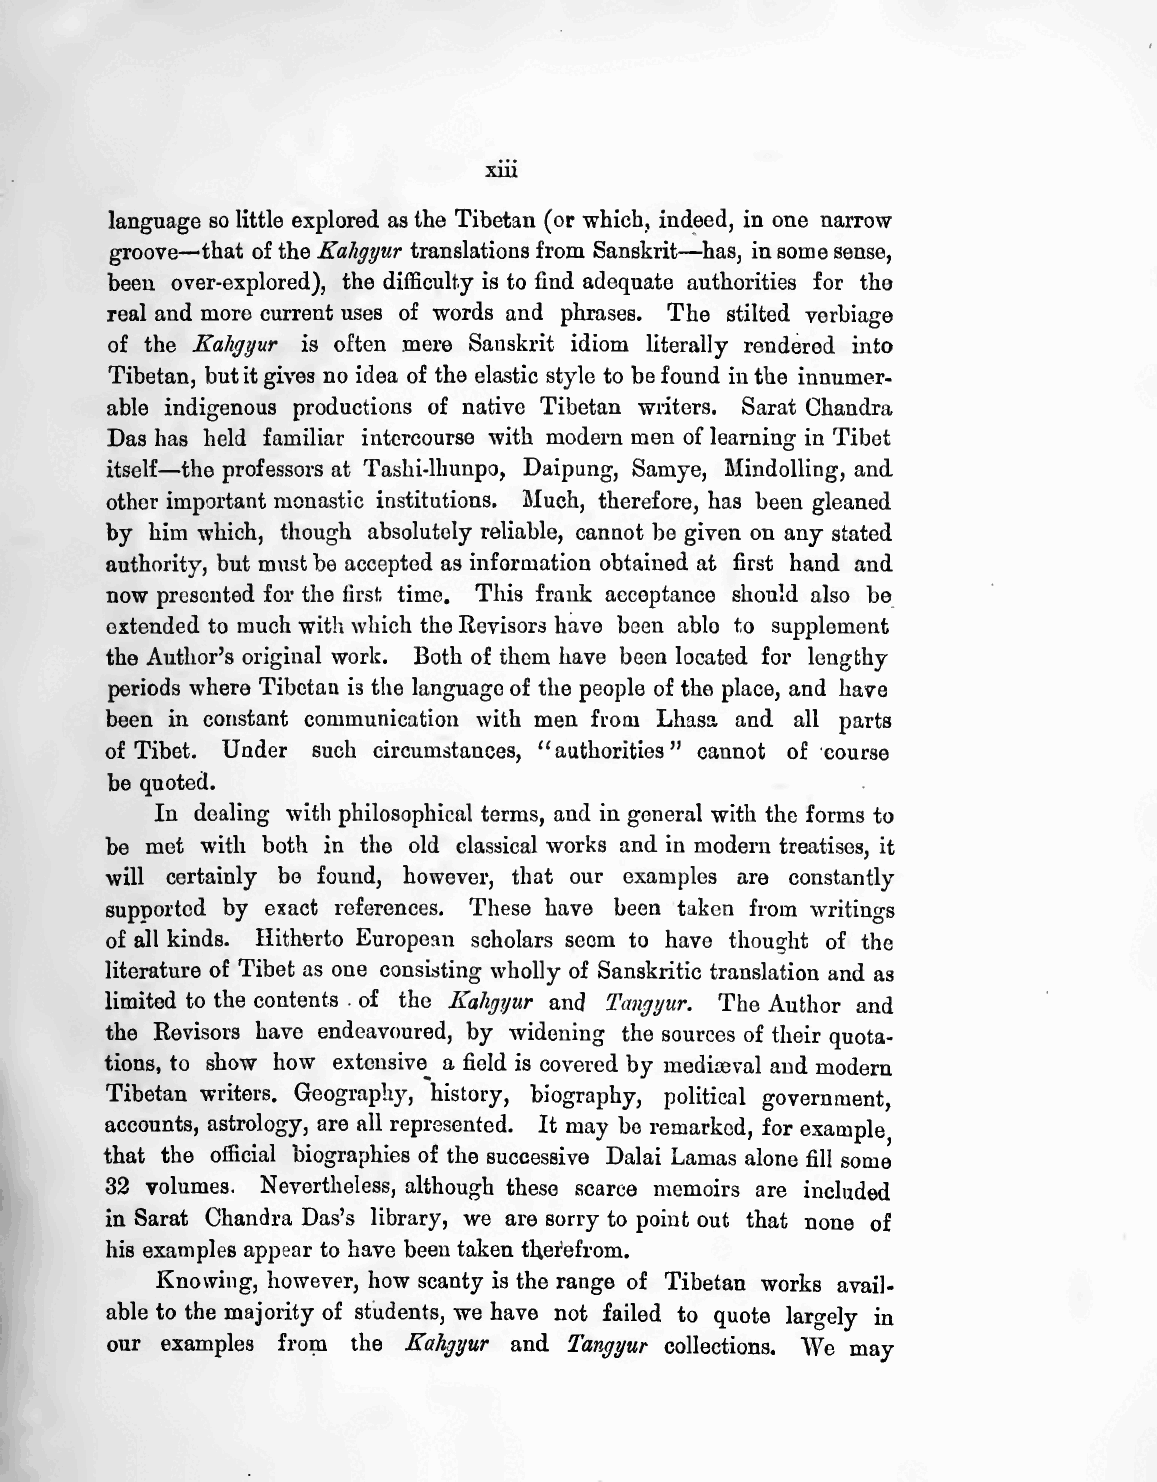 xiii
language so little explored as the Tibetan (or which, indeed, in one narrow
groove—that of the Kahgyur translations from Sanskrit—has, in some sense,
been over-explored), the difficulty is to find adequate authorities for the
real and more current uses of words and phrases. The stilted verbiage
of the Kahgyur is often mere Sanskrit idiom literally rendered into
Tibetan, but it gives no idea of the elastic style to be found in the innumer-
able indigenous productions of native Tibetan writers. Sarat Chandra
Das has held familiar intercourse with modern men of learning in Tibet
itself—the professors at Tashi-lhunpo, Daipung, Samye, Mindolling, and
other important monastic institutions. Much, therefore, has been gleaned
by him which, though absolutely reliable, cannot be given on any stated
authority, but must be accepted as information obtained at first hand and
now presented for the first time. This frank acceptance should also be
extended to much with which the Revisors have been able to supplement
the Author's original work. Both of them have been located for lengthy
periods where Tibetan is the language of the people of the place, and have
been in constant communication with men from Lhasa and all parts
of Tibet. Under such circumstances, "authorities" cannot of course
be quoted.
In dealing with philosophical terms, and in general with the forms to
be met with both in the old classical works and in modern treatises, it
will certainly be found, however, that our examples are constantly
supported by exact references. These have been taken from writings
of all kinds. Hitherto European scholars seem to have thought of the
literature of Tibet as one consisting wholly of Sanskritic translation and as
limited to the contents of the Kahgyur and Tangyur. The Author and
the Revisors have endeavoured, by widening the sources of their quota-
tions, to show how extensive a field is covered by mediæval and modern
Tibetan writers. Geography, history, biography, political government,
accounts, astrology, are all represented. It may be remarked, for example,
that the official biographies of the successive Dalai Lamas alone fill some
32 volumes. Nevertheless, although these scarce memoirs are included
in Sarat Chandra Das's library, we are sorry to point out that none of
his examples appear to have been taken therefrom.
Knowing, however, how scanty is the range of Tibetan works avail-
able to the majority of students, we have not failed to quote largely in
our examples from the Kahgyur and Tangyur collections. We may